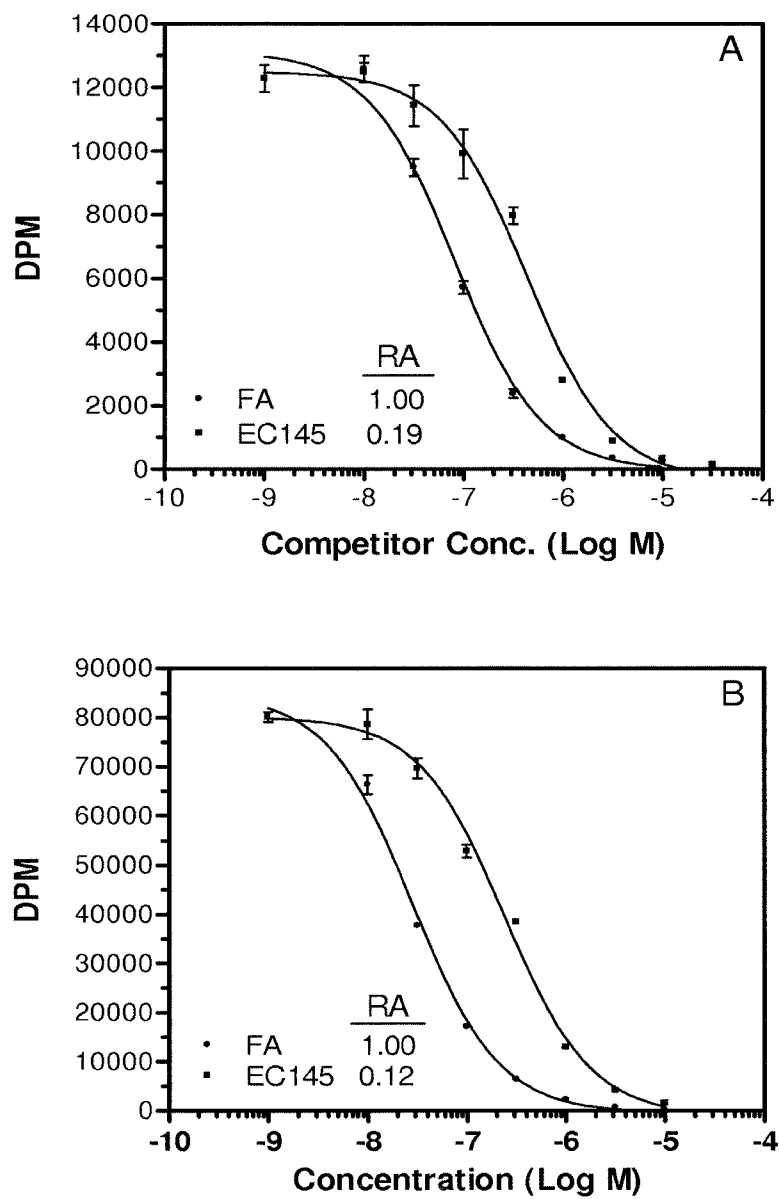 A
14000
12000
10000
8000
6000
4000
2000
0
DPM
RA
FA 1.00
EC145 0.19
-10 -9 -8 -7 -6 -5 -4
Competitor Conc. (Log M)
B
90000
80000
70000
60000
50000
40000
30000
20000
10000
0
DPM
RA
FA 1.00
EC145 0.12
-10 -9 -8 -7 -6 -5 -4
Concentration (Log M)